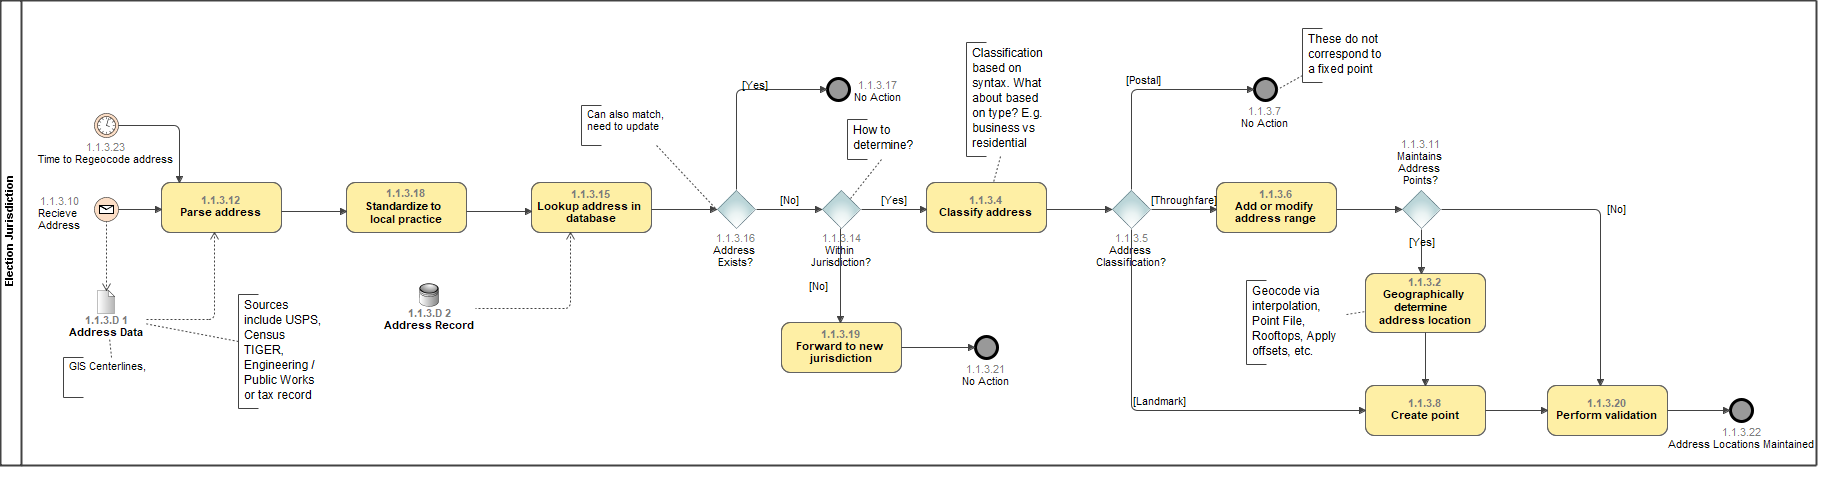 Election Jurisdiction
1.1.3.23
Time to Regeocode address
1.1.3.10
Recieve
Address
1.1.3.D 1
Address Data
GIS Centerlines,
Sources
include USPS,
Census
TIGER,
Engineering /
Public Works
or tax record
1.1.3.12
Parse address
1.1.3.18
Standardize to
local practice
1.1.3.D 2
Address Record
1.1.3.15
Lookup address in
database
Can also match,
need to update
1.1.3.16
Address
Exists?
[Yes]
1.1.3.17
No Action
[No]
How to
determine?
1.1.3.14
Within
Jurisdiction?
[No]
1.1.3.19
Forward to new
jurisdiction
1.1.3.21
No Action
[Yes]
Classification
based on
syntax. What
about based
on type? E.g.
business vs
residential
1.1.3.4
Classify address
1.1.3.5
Address
Classification?
[Postal]
1.1.3.7
No Action
These do not
correspond to
a fixed point
[Throughfare]
1.1.3.6
Add or modify
address range
1.1.3.11
Maintains
Address
Points?
[No]
[Yes]
1.1.3.2
Geographically
determine
address location
Geocode via
interpolation,
Point File,
Rooftops, Apply
offsets, etc.
[Landmark]
1.1.3.8
Create point
1.1.3.20
Perform validation
1.1.3.22
Address Locations Maintained